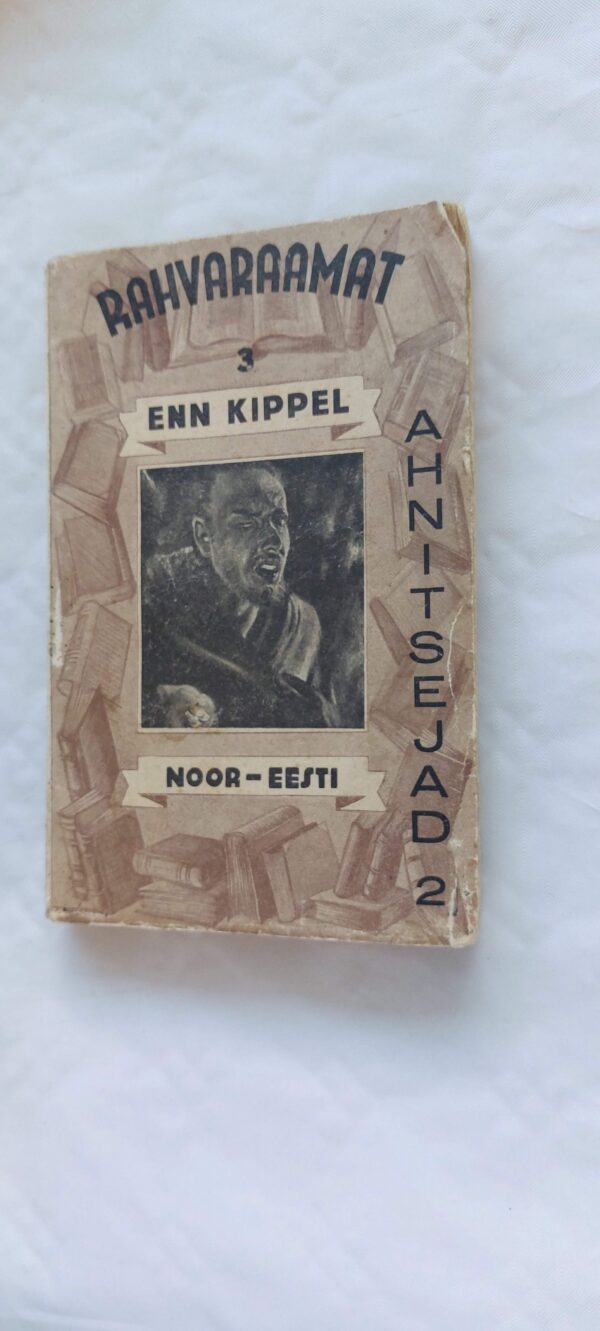 RAHVARAAMAT
3
ENN KIPPEL
AHNITSEJAD 2
NOOR-EESTI